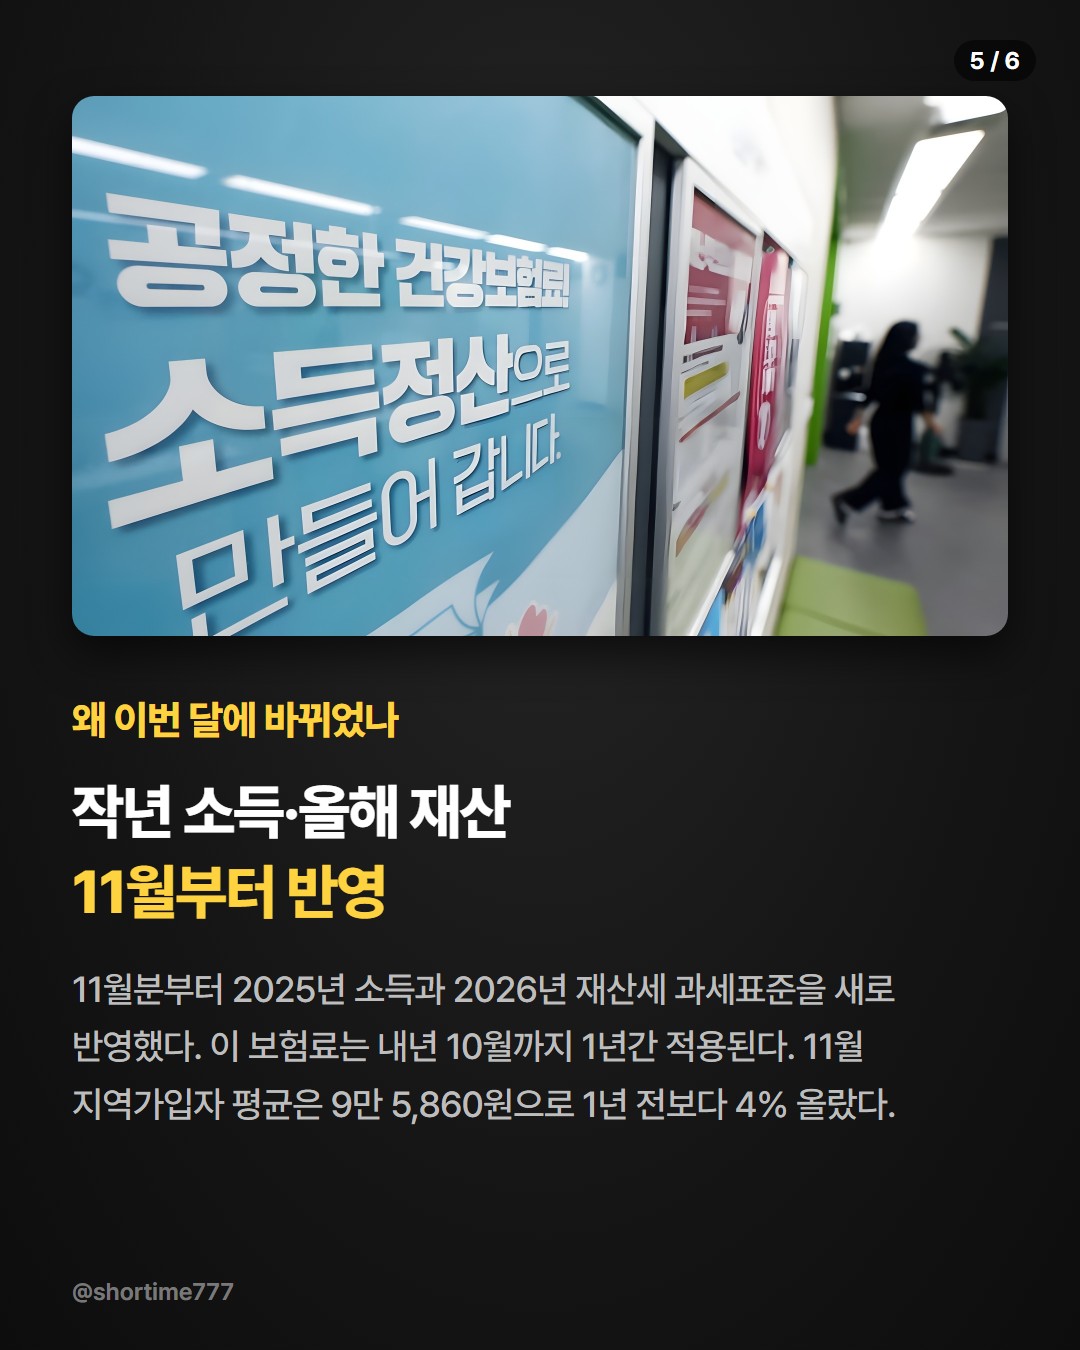 5 / 6
공정한 건강보험료!
소득정산으로
만들어 갑니다.
왜 이번 달에 바뀌었나
작년 소득·올해 재산
11월부터 반영
11월분부터 2025년 소득과 2026년 재산세 과세표준을 새로
반영했다. 이 보험료는 내년 10월까지 1년간 적용된다. 11월
지역가입자 평균은 9만 5,860원으로 1년 전보다 4% 올랐다.
@shortime777